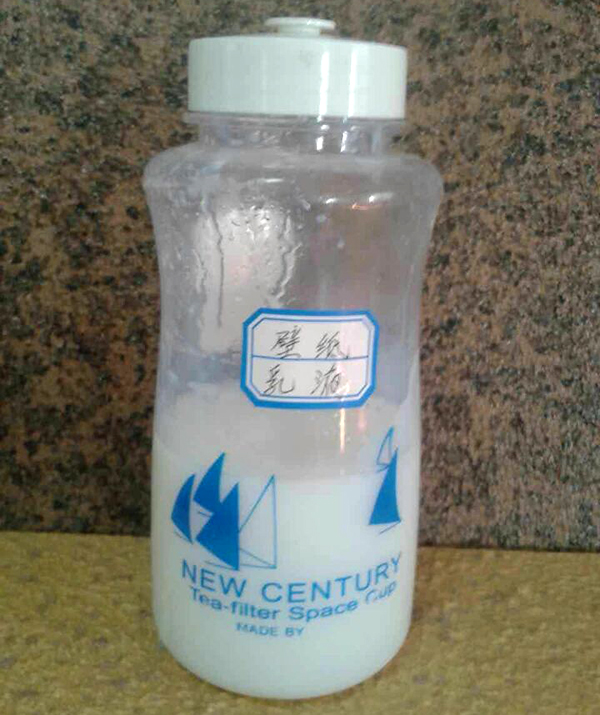 壁纸
乳液
NEW CENTURY
Tea-filter Space Cup
MADE BY